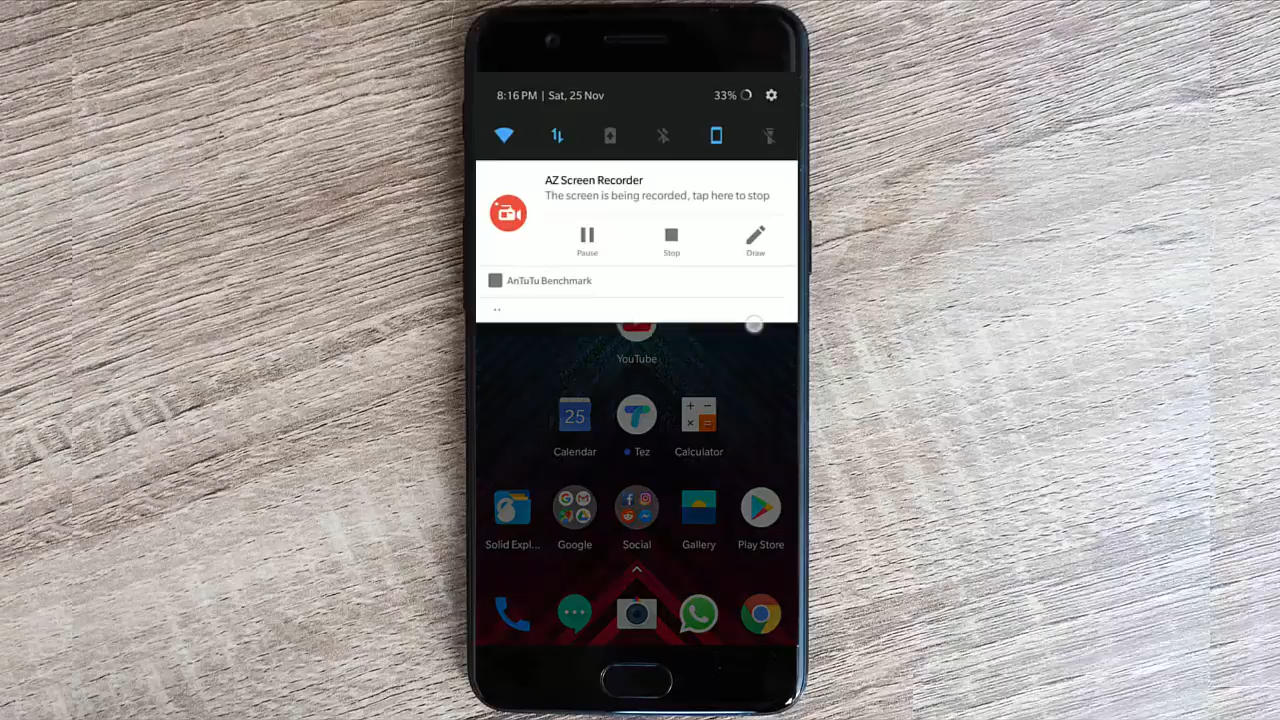 8:16 PM | Sat, 25 Nov 33%
AZ Screen Recorder
The screen is being recorded, tap here to stop
Pause Stop Draw
AnTuTu Benchmark
YouTube
25
Calendar Tez Calculator
Solid Expl... Google Social Gallery Play Store